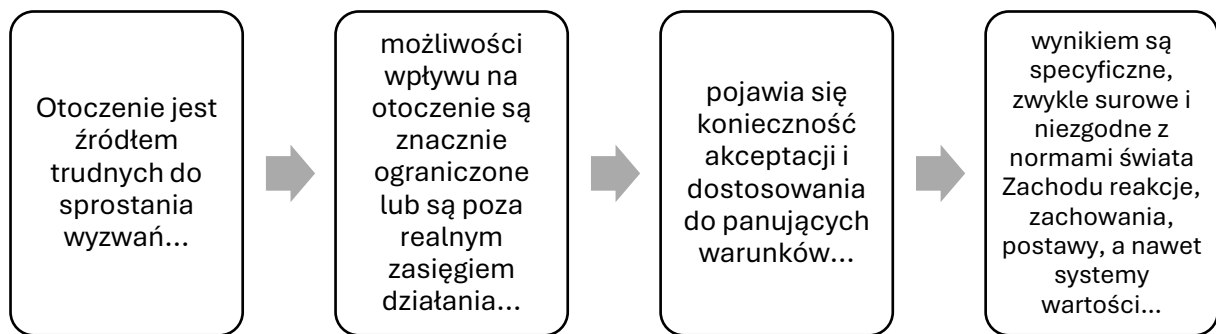 Otoczenie jest
źródłem
trudnych do
sprostania
wyzwań...
możliwości
wpływu na
otoczenie są
znacznie
ograniczone
lub są poza
realnym
zasięgiem
działania...
pojawia się
konieczność
akceptacji i
dostosowania
do panujących
warunków...
wynikiem są
specyficzne,
zwykle surowe i
niezgodne z
normami świata
Zachodu reakcje,
zachowania,
postawy, a nawet
systemy
wartości...